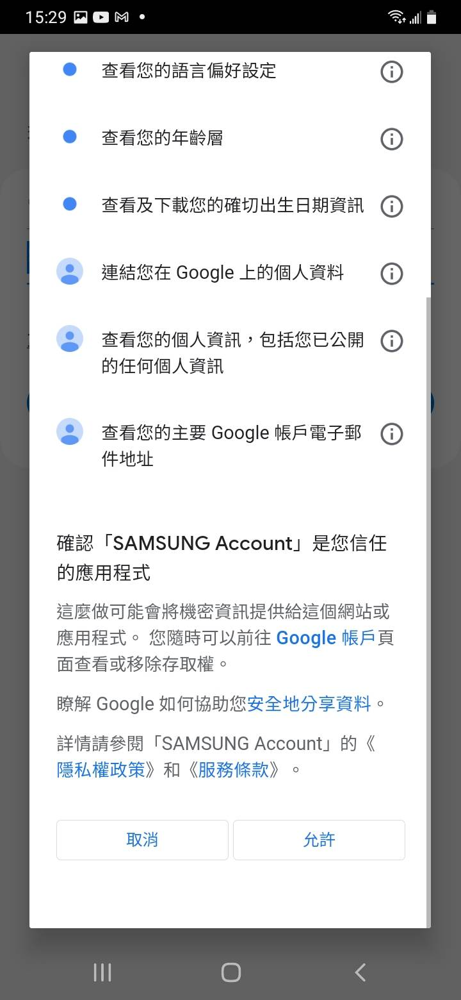 15:29
查看您的語言偏好設定
查看您的年齡層
查看及下載您的確切出生日期資訊
連結您在 Google 上的個人資料
查看您的個人資訊，包括您已公開
的任何個人資訊
查看您的主要 Google 帳戶電子郵
件地址
確認「SAMSUNG Account」是您信任
的應用程式
這麼做可能會將機密資訊提供給這個網站或
應用程式。 您隨時可以前往 Google 帳戶頁
面查看或移除存取權。
瞭解 Google 如何協助您安全地分享資料。
詳情請參閱「SAMSUNG Account」的《
隱私權政策》和《服務條款》。
取消 允許